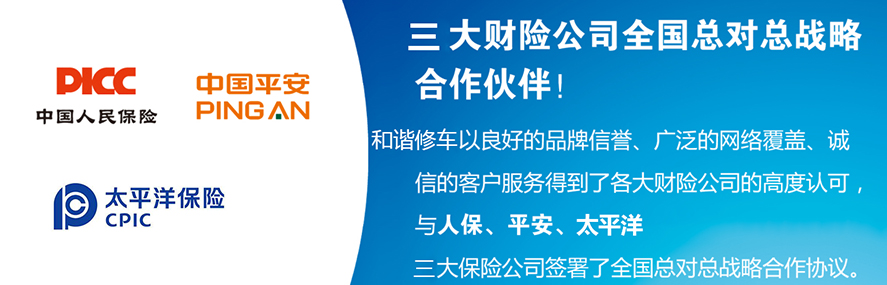 PICC
中国人民保险
中国平安
PING AN
太平洋保险
CPIC
三大财险公司全国总对总战略
合作伙伴！
和谐修车以良好的品牌信誉、广泛的网络覆盖、诚
信的客户服务得到了各大财险公司的高度认可，
与人保、平安、太平洋
三大保险公司签署了全国总对总战略合作协议。